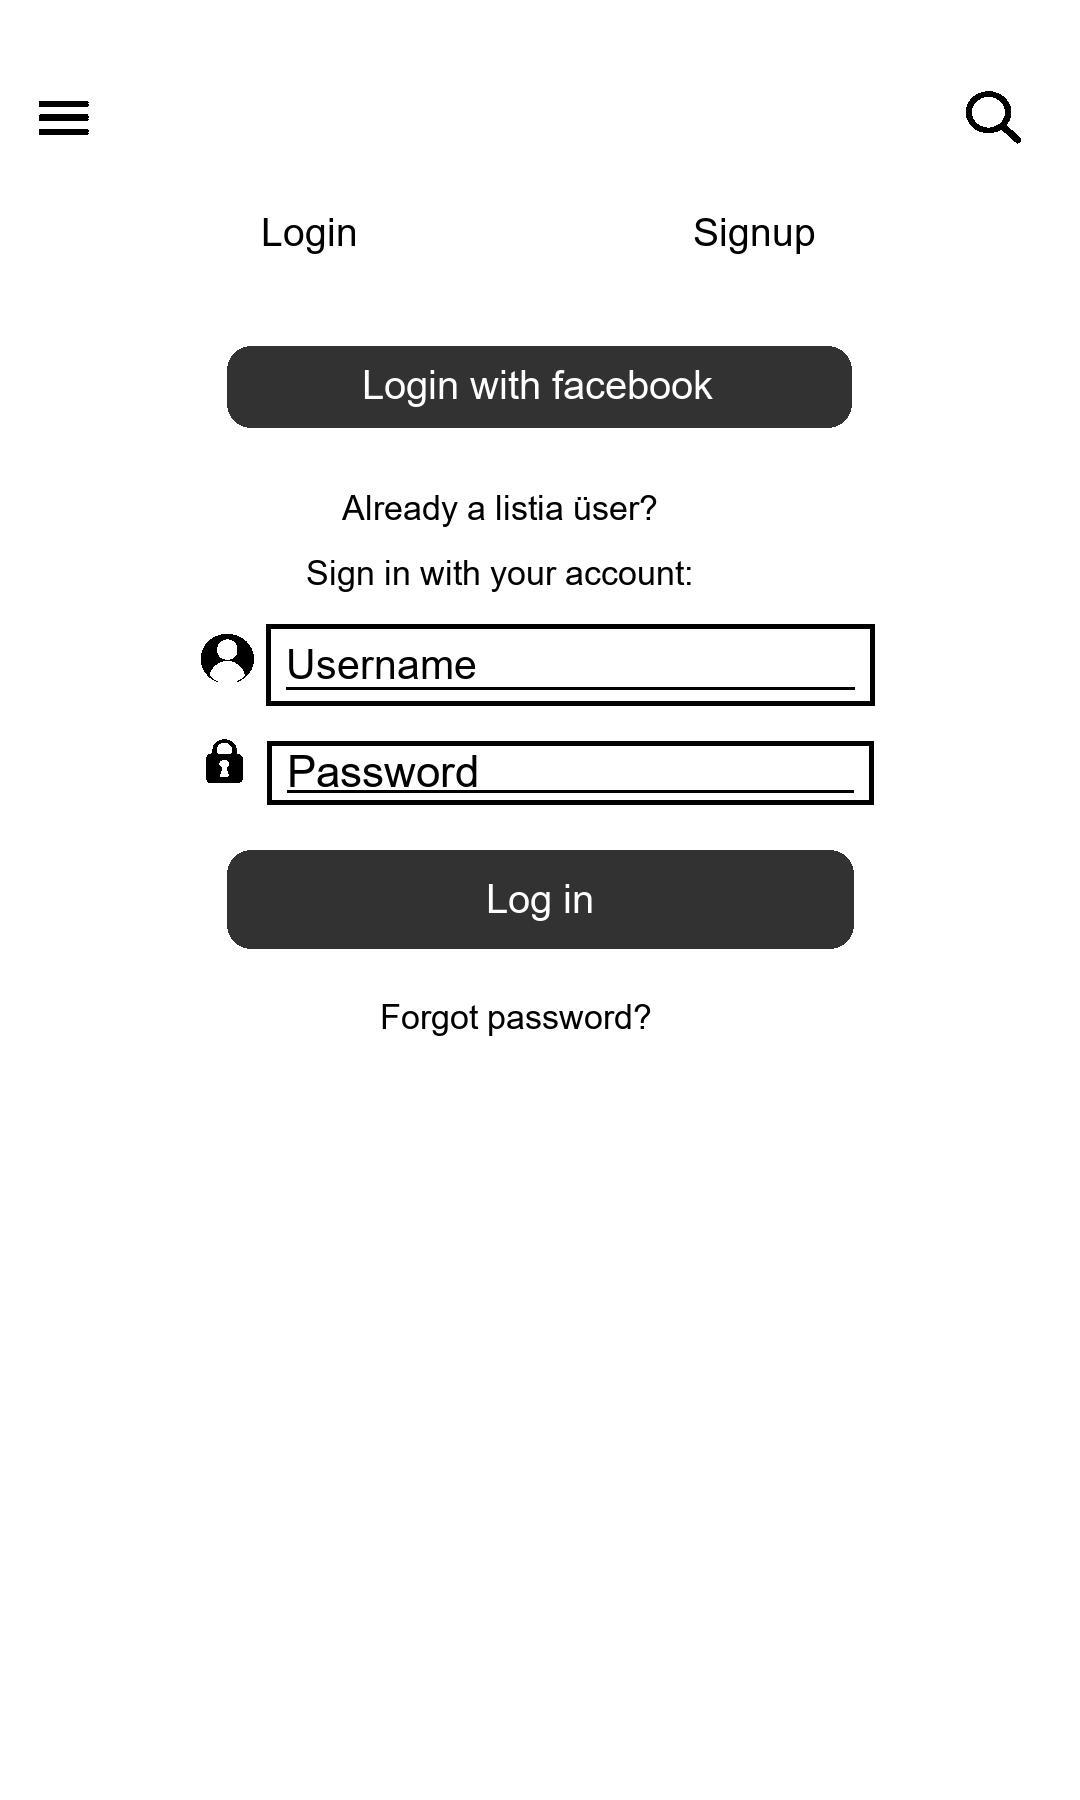 Login Signup
Login with facebook
Already a listia üser?
Sign in with your account:
Username
Password
Log in
Forgot password?